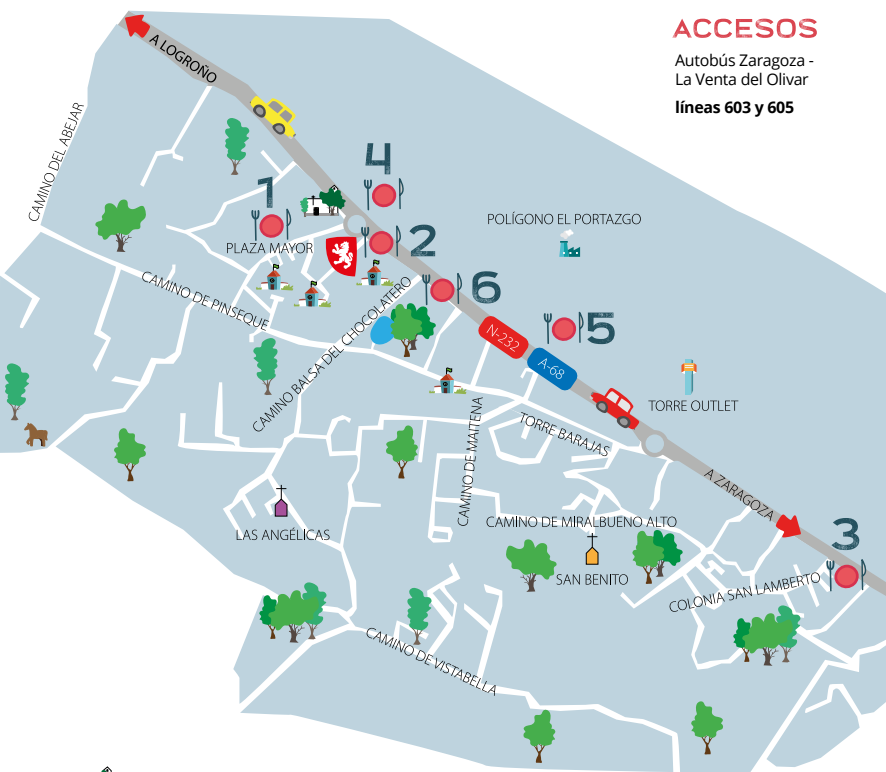 ACCESOS
Autobús Zaragoza -
La Venta del Olivar
líneas 603 y 605
A LOGROÑO
CAMINO DEL ABEJAR
4
1
POLÍGONO EL PORTAZGO
PLAZA MAYOR
2
6
CAMINO DE PINSEQUE
CAMINO BALSA DEL CHOCOLATERO
5
N-232
A-68
TORRE OUTLET
TORRE BARAJAS
CAMINO DE MAITENA
A ZARAGOZA
LAS ANGÉLICAS
CAMINO DE MIRALBUENO ALTO
3
SAN BENITO
COLONIA SAN LAMBERTO
CAMINO DE VISTABELLA